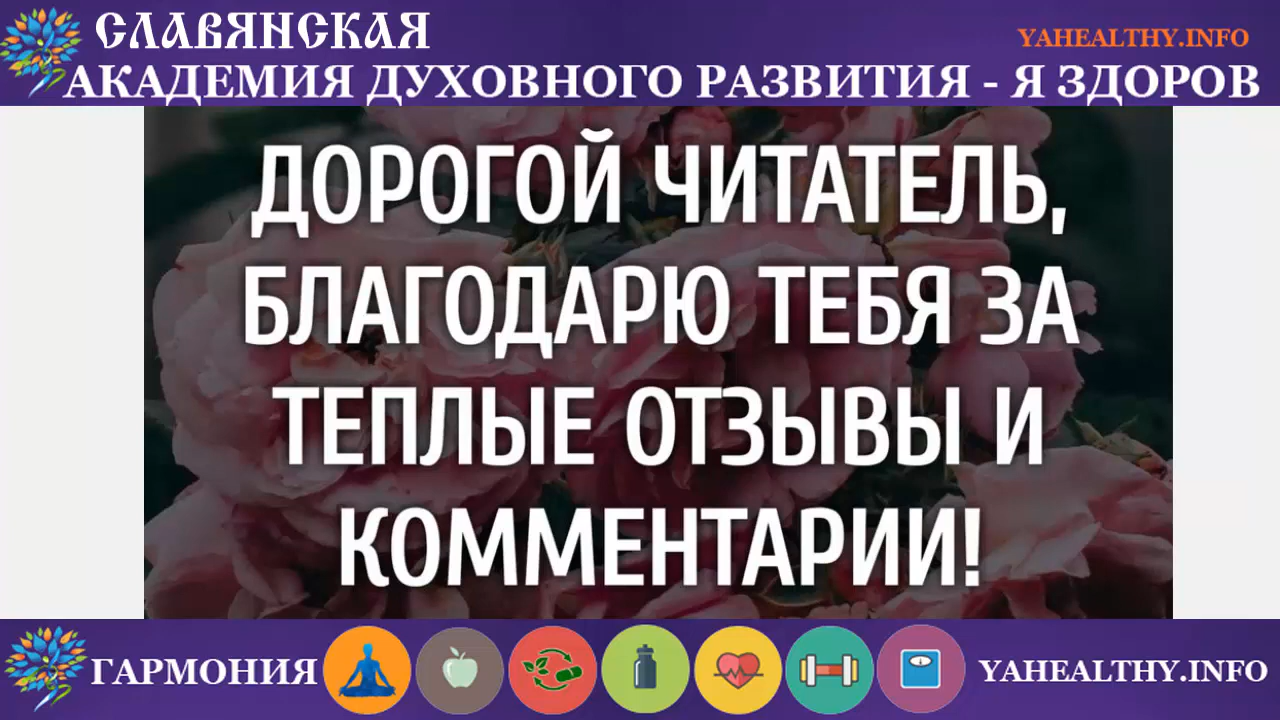 СЛАВЯНСКАЯ
YAHEALTHY.INFO
АКАДЕМИЯ ДУХОВНОГО РАЗВИТИЯ - Я ЗДОРОВ
ДОРОГОЙ ЧИТАТЕЛЬ,
БЛАГОДАРЮ ТЕБЯ ЗА
ТЕПЛЫЕ ОТЗЫВЫ И
КОММЕНТАРИИ!
ГАРМОНИЯ
YAHEALTHY.INFO